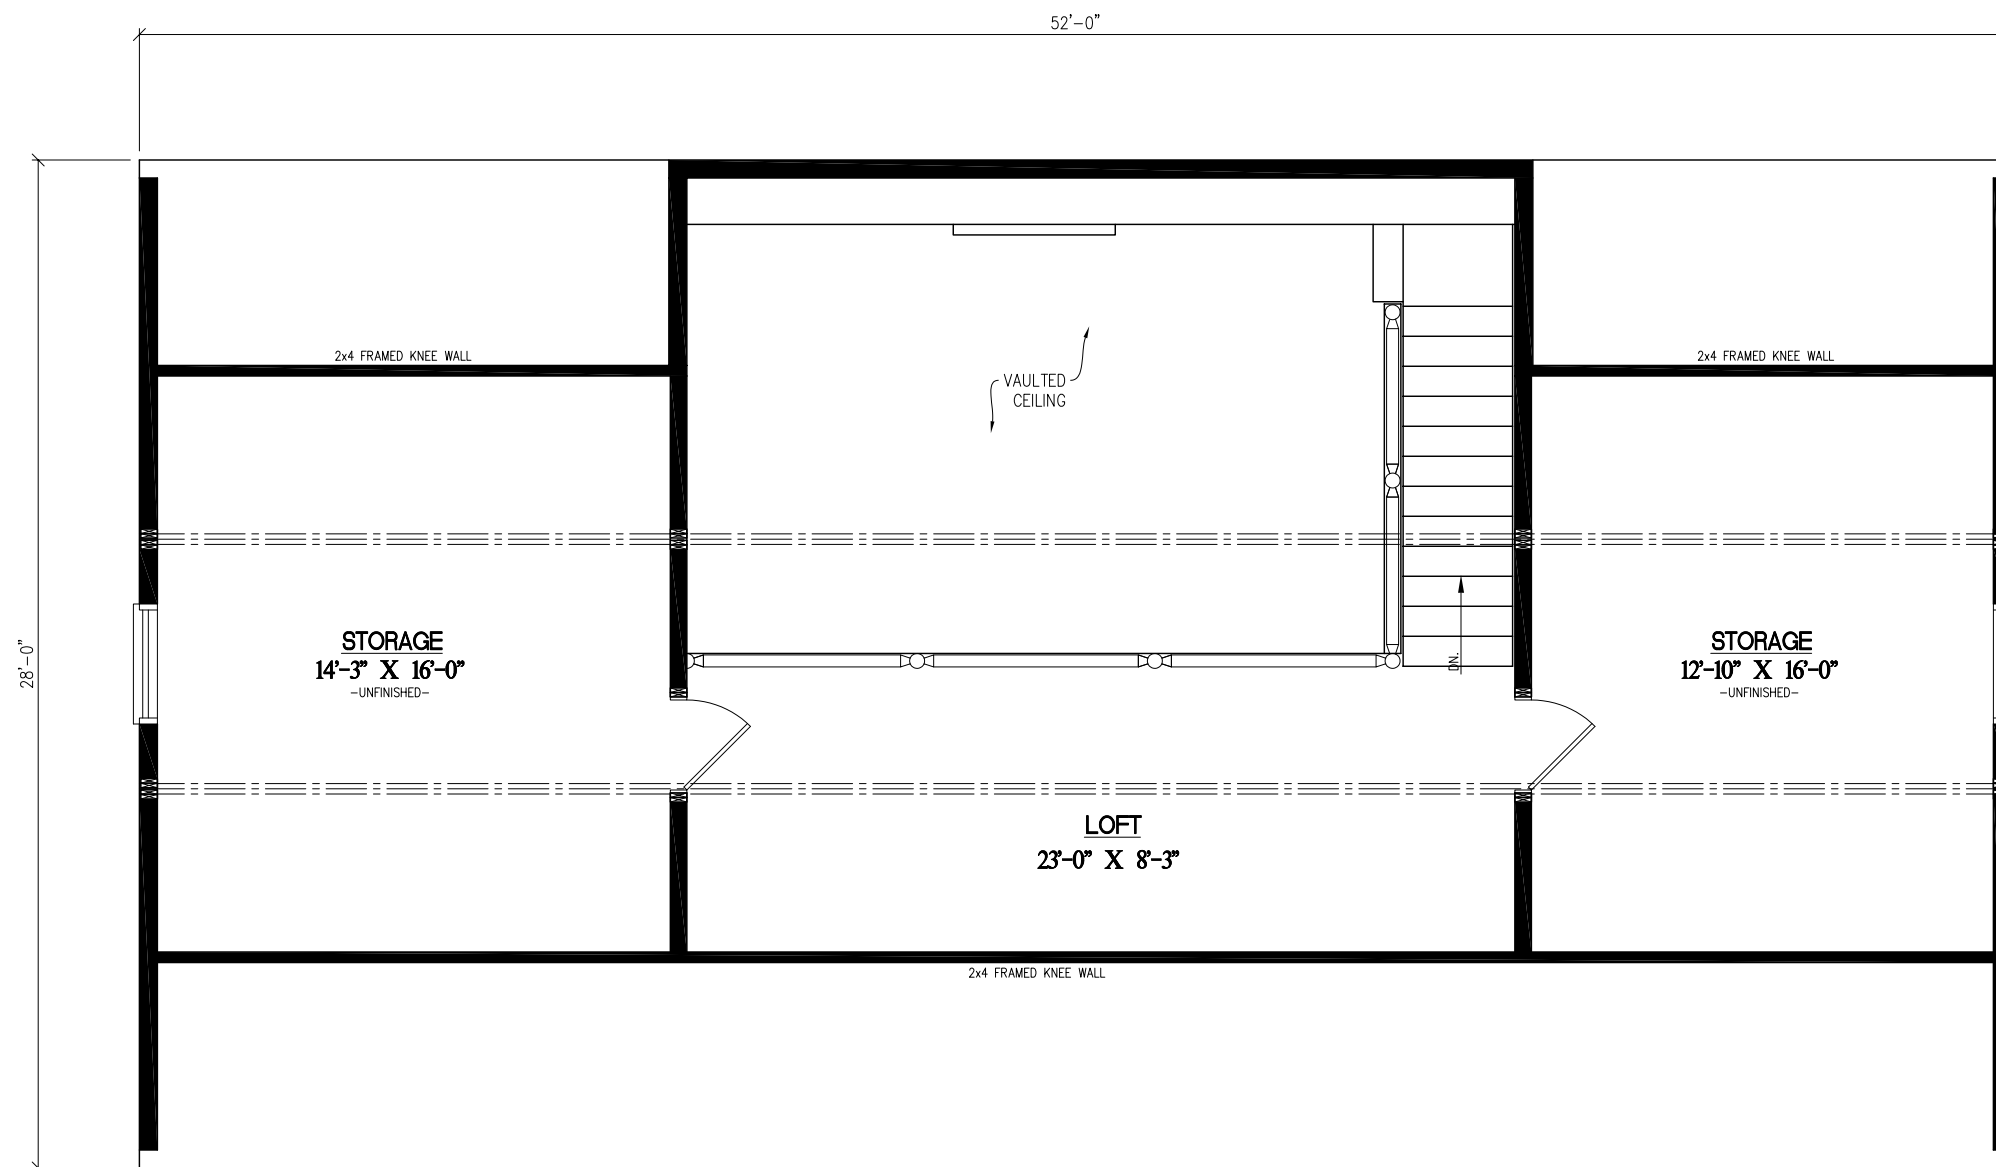 52'-0"
2x4 FRAMED KNEE WALL
2x4 FRAMED KNEE WALL
VAULTED
CEILING
28'-0"
STORAGE
14'-3" X 16'-0"
-UNFINISHED-
DN.
STORAGE
12'-10" X 16'-0"
-UNFINISHED-
LOFT
23'-0" X 8'-3"
2x4 FRAMED KNEE WALL